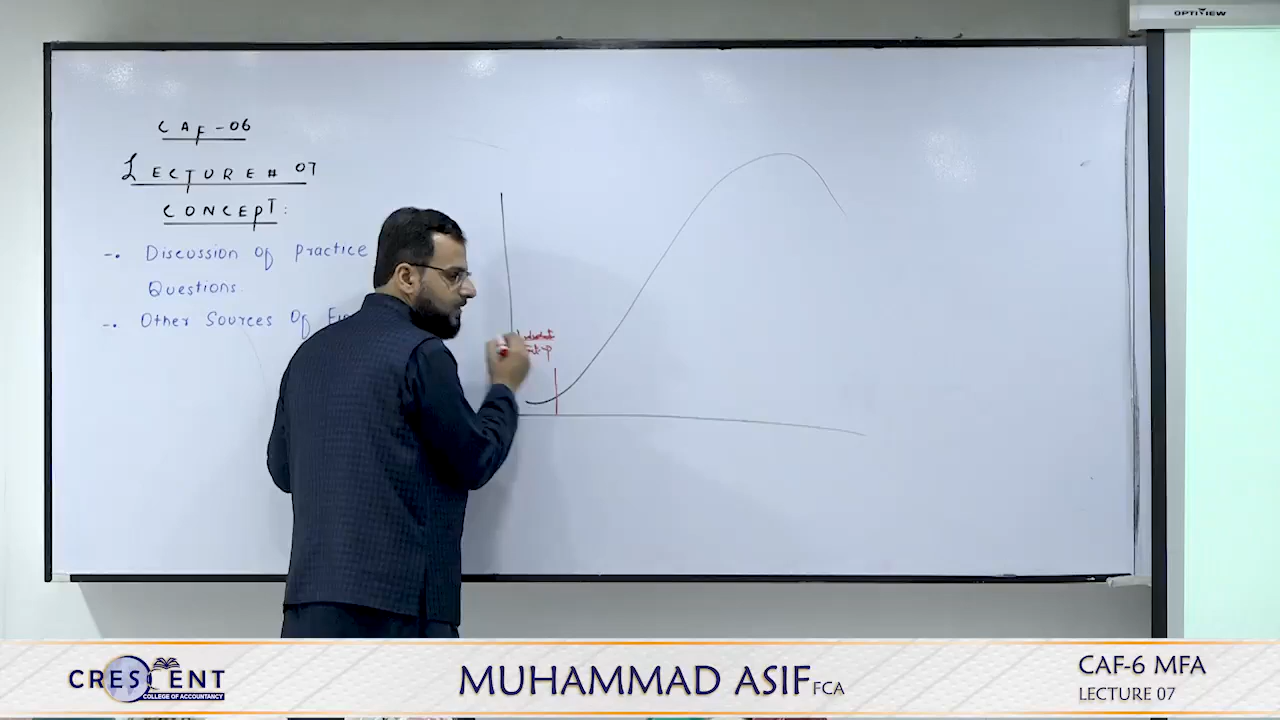 OPTIVIEW
CAF-06
LECTURE # 07
CONCEPT:
-. Discussion of practice
Questions.
-. Other Sources Of
CRESCENT
COLLEGE OF ACCOUNTANCY
MUHAMMAD ASIF FCA
CAF-6 MFA
LECTURE 07